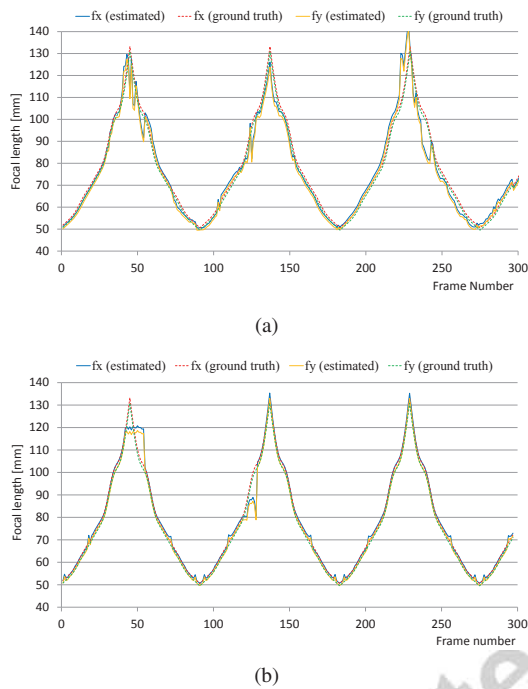 fx (estimated) fx (ground truth) fy (estimated) fy (ground truth)
140
130
120
110
100
90
80
70
60
50
40
Focal length [mm]
0 50 100 150 200 250 300
Frame Number
(a)
fx (estimated) fx (ground truth) fy (estimated) fy (ground truth)
140
130
120
110
100
90
80
70
60
50
40
Focal length [mm]
0 50 100 150 200 250 300
Frame number
(b)